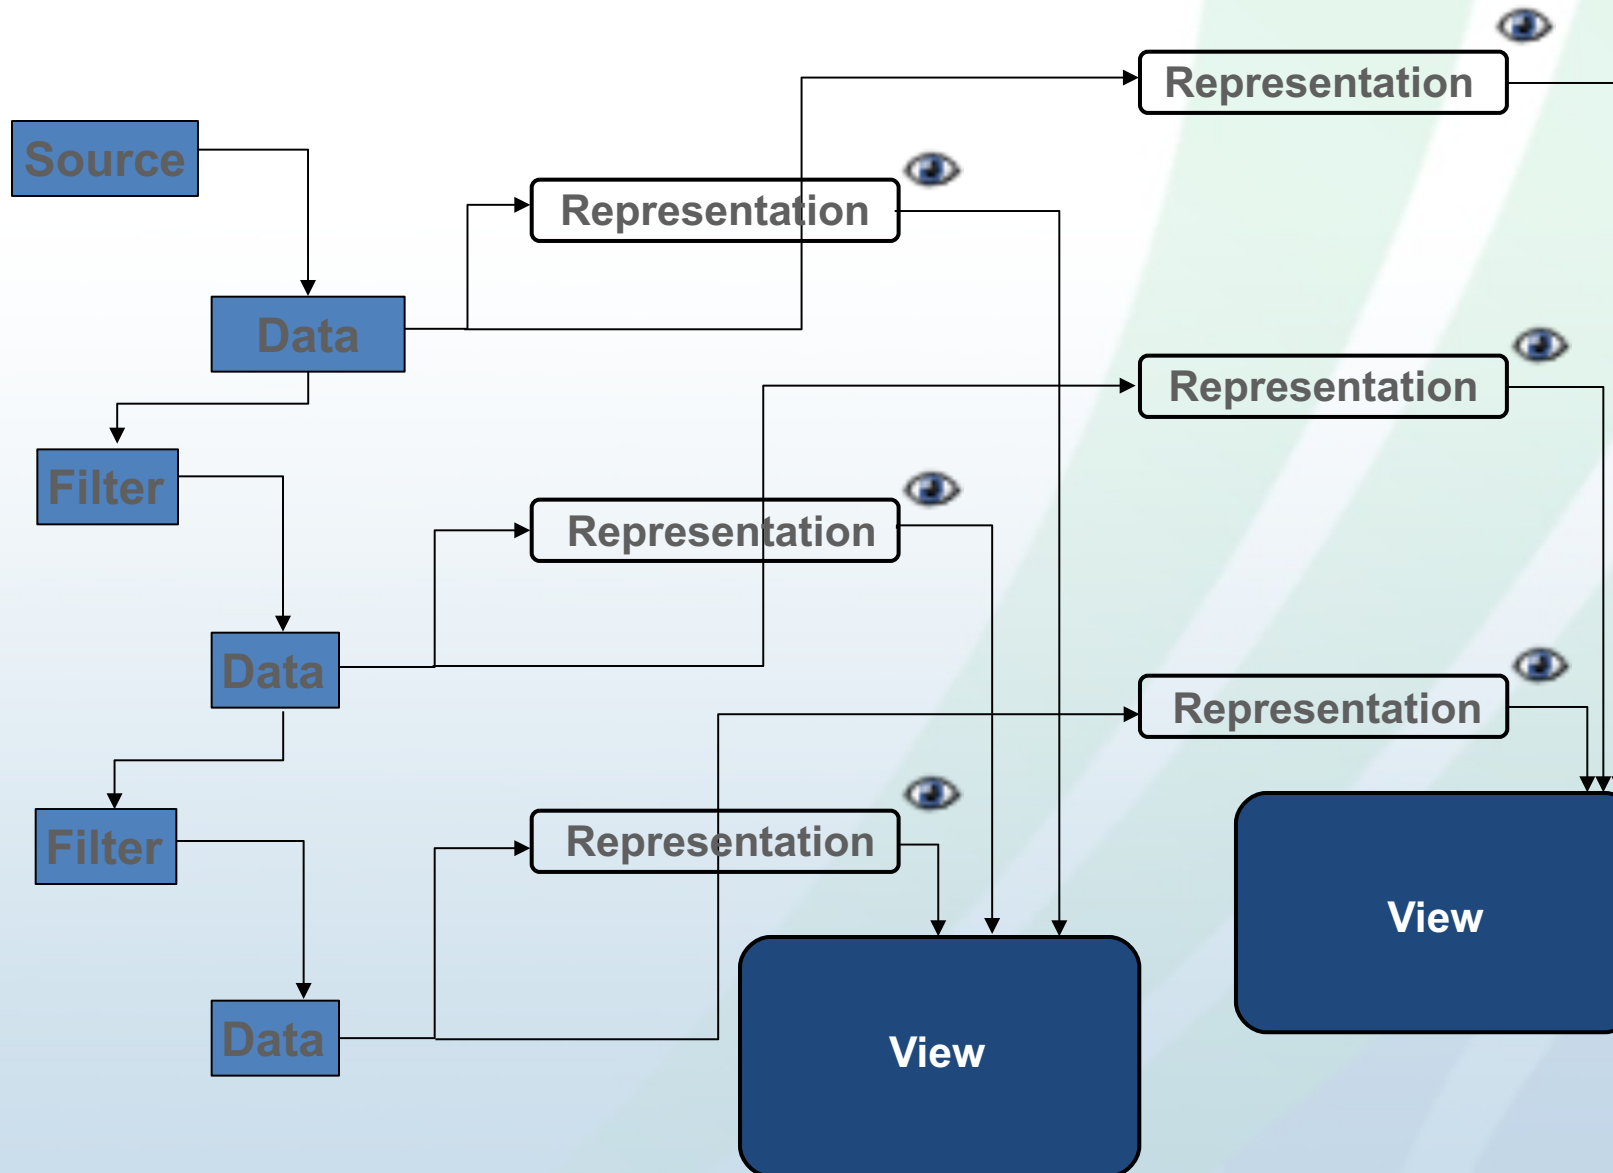 Representation
Source
Representation
Data
Representation
Filter
Representation
Data
Representation
Filter
Representation
View
Data
View